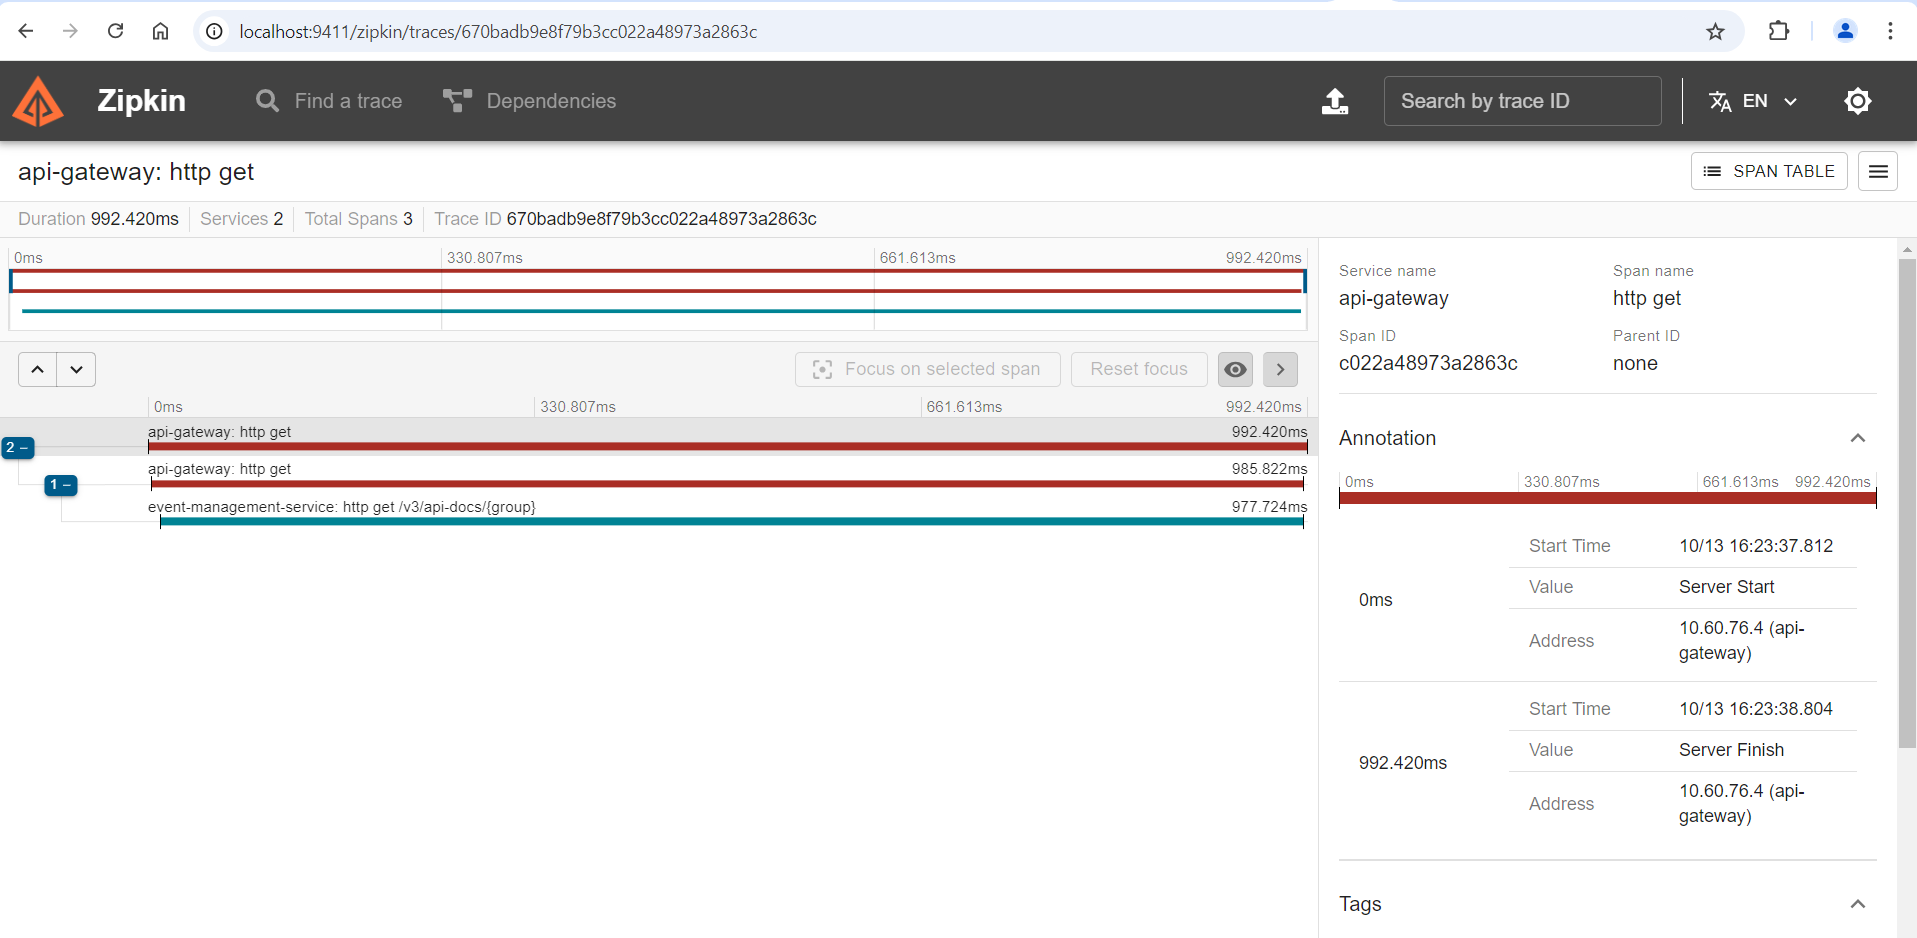 localhost:9411/zipkin/traces/670badb9e8f79b3cc022a48973a2863c
Zipkin
Find a trace
Dependencies
Search by trace ID
EN
api-gateway: http get
SPAN TABLE
Duration 992.420ms
Services 2
Total Spans 3
Trace ID 670badb9e8f79b3cc022a48973a2863c
0ms 330.807ms 661.613ms 992.420ms
Focus on selected span
Reset focus
0ms 330.807ms 661.613ms 992.420ms
api-gateway: http get 992.420ms
2 −
api-gateway: http get 985.822ms
1 −
event-management-service: http get /v3/api-docs/{group} 977.724ms
Service name Span name
api-gateway http get
Span ID Parent ID
c022a48973a2863c none
Annotation
0ms 330.807ms 661.613ms 992.420ms
Start Time 10/13 16:23:37.812
Value Server Start
0ms
Address 10.60.76.4 (api-
gateway)
Start Time 10/13 16:23:38.804
Value Server Finish
992.420ms
Address 10.60.76.4 (api-
gateway)
Tags